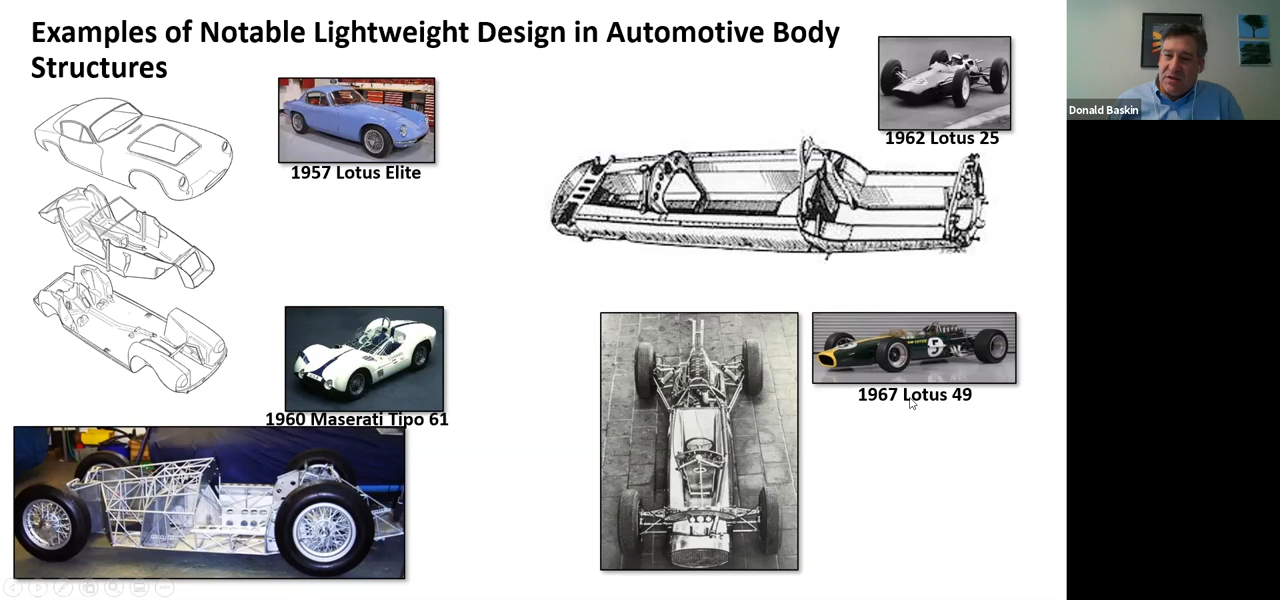 Examples of Notable Lightweight Design in Automotive Body
Structures
1957 Lotus Elite
1962 Lotus 25
1960 Maserati Tipo 61
1967 Lotus 49
Donald Baskin